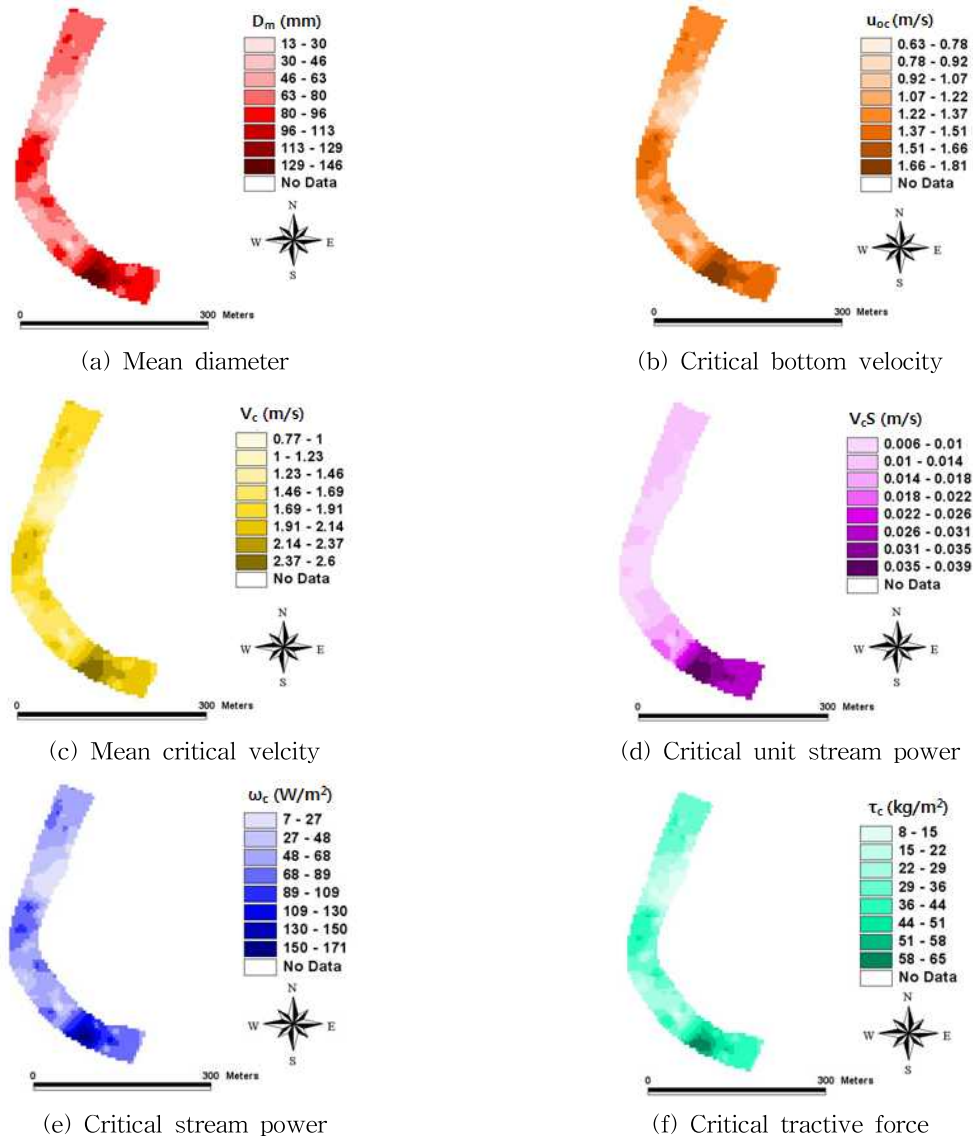 Dm (mm)
13 - 30
30 - 46
46 - 63
63 - 80
80 - 96
96 - 113
113 - 129
129 - 146
No Data
N
W E
S
0 300 Meters
(a) Mean diameter
uoc (m/s)
0.63 - 0.78
0.78 - 0.92
0.92 - 1.07
1.07 - 1.22
1.22 - 1.37
1.37 - 1.51
1.51 - 1.66
1.66 - 1.81
No Data
N
W E
S
0 300 Meters
(b) Critical bottom velocity
Vc (m/s)
0.77 - 1
1 - 1.23
1.23 - 1.46
1.46 - 1.69
1.69 - 1.91
1.91 - 2.14
2.14 - 2.37
2.37 - 2.6
No Data
N
W E
S
0 300 Meters
(c) Mean critical velcity
VcS (m/s)
0.006 - 0.01
0.01 - 0.014
0.014 - 0.018
0.018 - 0.022
0.022 - 0.026
0.026 - 0.031
0.031 - 0.035
0.035 - 0.039
No Data
N
W E
S
0 300 Meters
(d) Critical unit stream power
ωc (W/m²)
7 - 27
27 - 48
48 - 68
68 - 89
89 - 109
109 - 130
130 - 150
150 - 171
No Data
N
W E
S
0 300 Meters
(e) Critical stream power
τc (kg/m²)
8 - 15
15 - 22
22 - 29
29 - 36
36 - 44
44 - 51
51 - 58
58 - 65
No Data
N
W E
S
0 300 Meters
(f) Critical tractive force